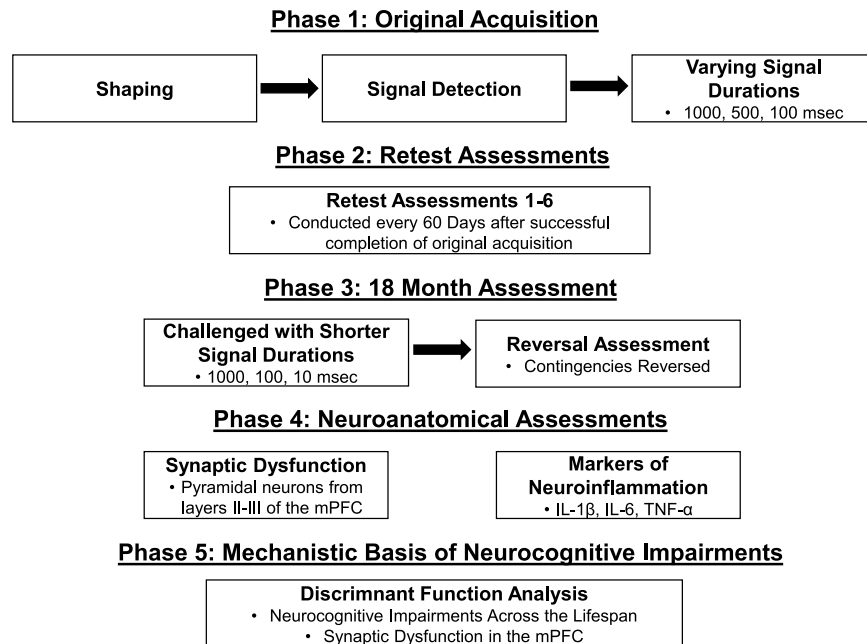 Phase 1: Original Acquisition
Shaping
Signal Detection
Varying Signal
Durations
• 1000, 500, 100 msec
Phase 2: Retest Assessments
Retest Assessments 1-6
• Conducted every 60 Days after successful
completion of original acquisition
Phase 3: 18 Month Assessment
Challenged with Shorter
Signal Durations
• 1000, 100, 10 msec
Reversal Assessment
• Contingencies Reversed
Phase 4: Neuroanatomical Assessments
Synaptic Dysfunction
• Pyramidal neurons from
layers II-III of the mPFC
Markers of
Neuroinflammation
• IL-1β, IL-6, TNF-α
Phase 5: Mechanistic Basis of Neurocognitive Impairments
Discrimnant Function Analysis
• Neurocognitive Impairments Across the Lifespan
• Synaptic Dysfunction in the mPFC